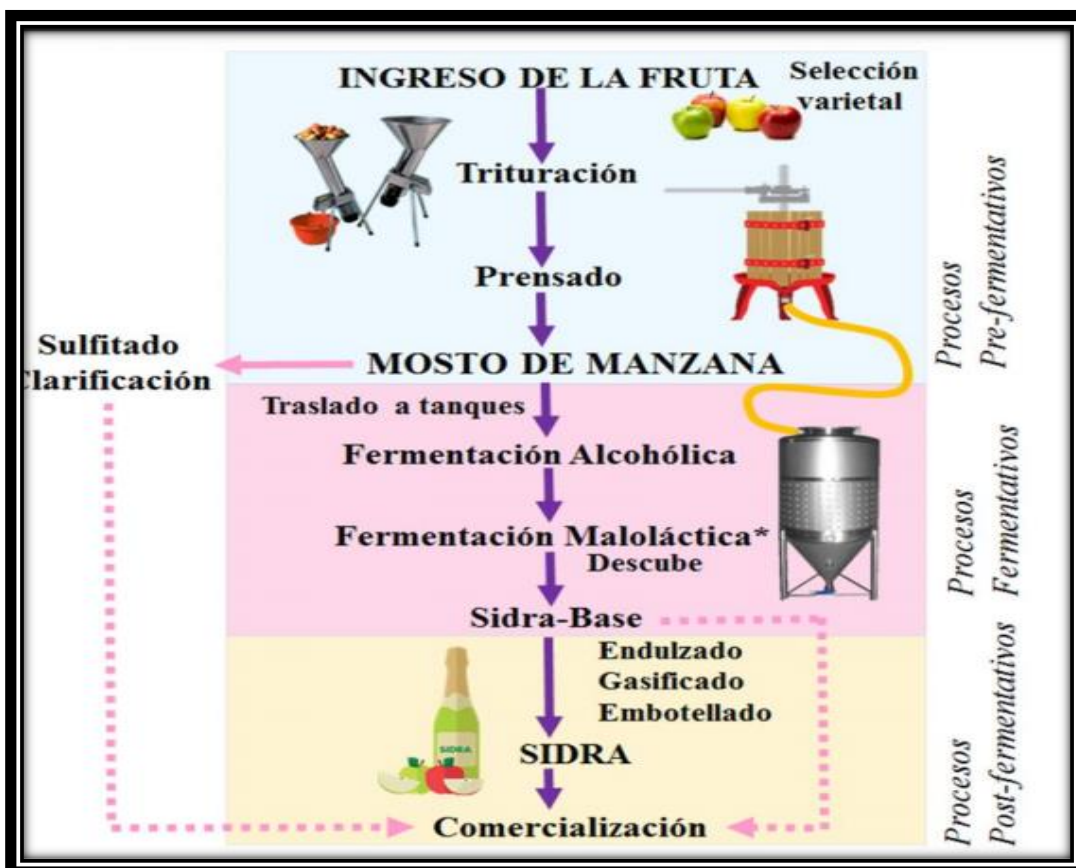 INGRESO DE LA FRUTA
Selección
varietal
Trituración
Prensado
MOSTO DE MANZANA
Sulfitado
Clarificación
Procesos
Pre-fermentativos
Traslado a tanques
Fermentación Alcohólica
Fermentación Maloláctica*
Descube
Sidra-Base
Procesos
Fermentativos
Endulzado
Gasificado
Embotellado
SIDRA
SIDRA
Comercialización
Procesos
Post-fermentativos